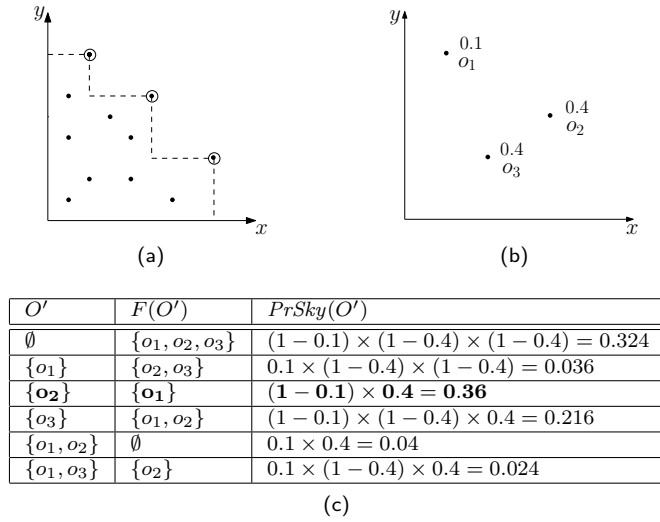 y
x
(a)
y
0.1
o₁
0.4
o₂
0.4
o₃
x
(b)
O′ F(O′) PrSky(O′)
∅ {o₁, o₂, o₃} (1 − 0.1) × (1 − 0.4) × (1 − 0.4) = 0.324
{o₁} {o₂, o₃} 0.1 × (1 − 0.4) × (1 − 0.4) = 0.036
{o₂} {o₁} (1 − 0.1) × 0.4 = 0.36
{o₃} {o₁, o₂} (1 − 0.1) × (1 − 0.4) × 0.4 = 0.216
{o₁, o₂} ∅ 0.1 × 0.4 = 0.04
{o₁, o₃} {o₂} 0.1 × (1 − 0.4) × 0.4 = 0.024
(c)